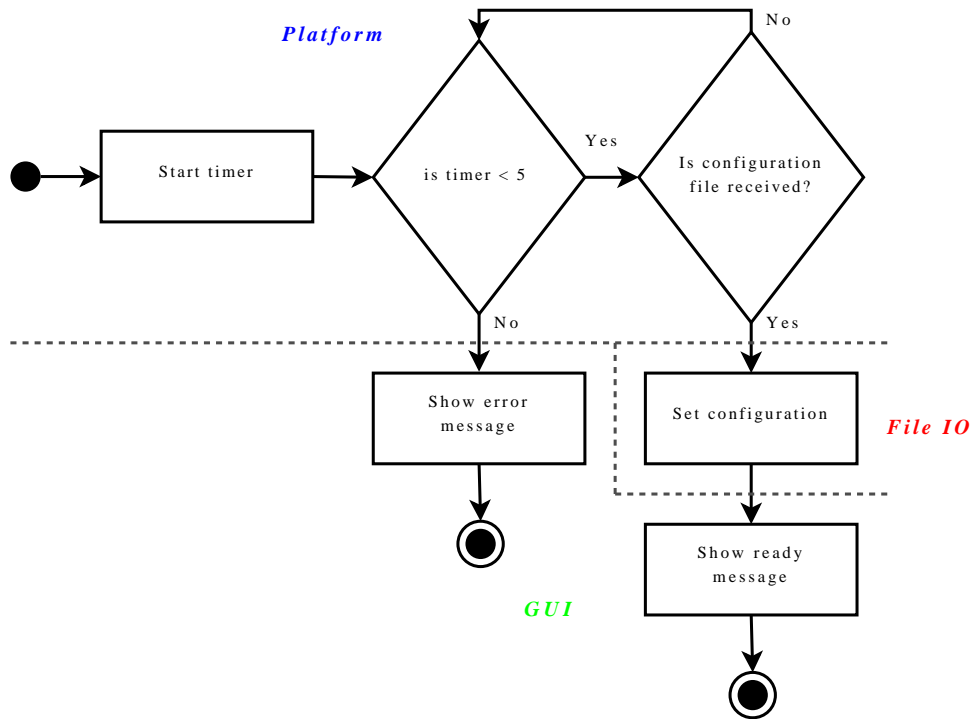 Platform
No
Start timer
is timer < 5
Yes
Is configuration
file received?
No
Yes
Show error
message
Set configuration
File IO
Show ready
message
GUI